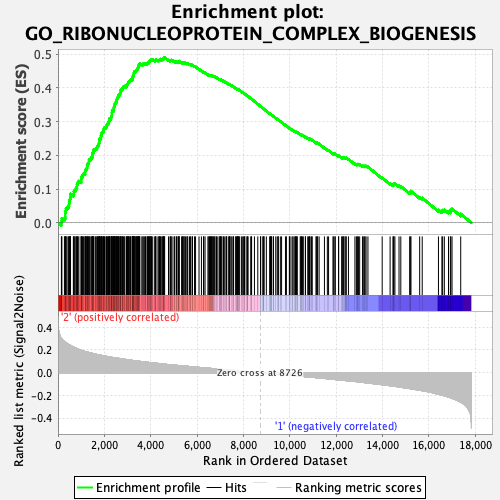 Enrichment plot:
GO_RIBONUCLEOPROTEIN_COMPLEX_BIOGENESIS
Enrichment score (ES)
0.5
0.4
0.3
0.2
0.1
0.0
'2' (positively correlated)
Ranked list metric (Signal2Noise)
0.4
0.2
0.0
-0.2
-0.4
Zero cross at 8726
'1' (negatively correlated)
0
2,000
4,000
6,000
8,000
10,000
12,000
14,000
16,000
18,000
Rank in Ordered Dataset
Enrichment profile
Hits
Ranking metric scores